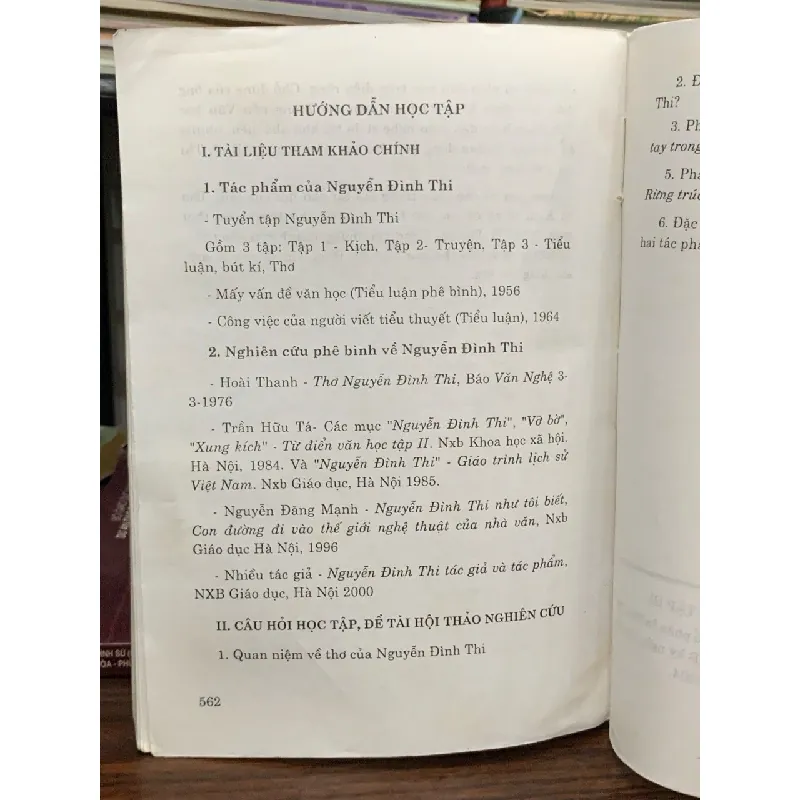 HƯỚNG DẪN HỌC TẬP
I. TÀI LIỆU THAM KHẢO CHÍNH
1. Tác phẩm của Nguyễn Đình Thi
- Tuyển tập Nguyễn Đình Thi
Gồm 3 tập: Tập 1 - Kịch, Tập 2- Truyện, Tập 3 - Tiểu
luận, bút kí, Thơ
- Mấy vấn đề văn học (Tiểu luận phê bình), 1956
- Công việc của người viết tiểu thuyết (Tiểu luận), 1964
2. Nghiên cứu phê bình về Nguyễn Đình Thi
- Hoài Thanh - Thơ Nguyễn Đình Thi, Báo Văn Nghệ 3-
3-1976
- Trần Hữu Tá- Các mục "Nguyễn Đình Thi", "Vỡ bờ",
"Xung kích" - Từ điển văn học tập II. Nxb Khoa học xã hội.
Hà Nội, 1984. Và "Nguyễn Đình Thi" - Giáo trình lịch sử
Việt Nam. Nxb Giáo dục, Hà Nội 1985.
- Nguyễn Đăng Mạnh - Nguyễn Đình Thi như tôi biết,
Con đường đi vào thế giới nghệ thuật của nhà văn, Nxb
Giáo dục Hà Nội, 1996
- Nhiều tác giả - Nguyễn Đình Thi tác giả và tác phẩm,
NXB Giáo dục, Hà Nội 2000
II. CÂU HỎI HỌC TẬP, ĐỀ TÀI HỘI THẢO NGHIÊN CỨU
1. Quan niệm về thơ của Nguyễn Đình Thi
562
2. Đ
Thi?
3. Ph
tay trong
5. Phâ
Rừng trúc
6. Đặc
hai tác phẩ